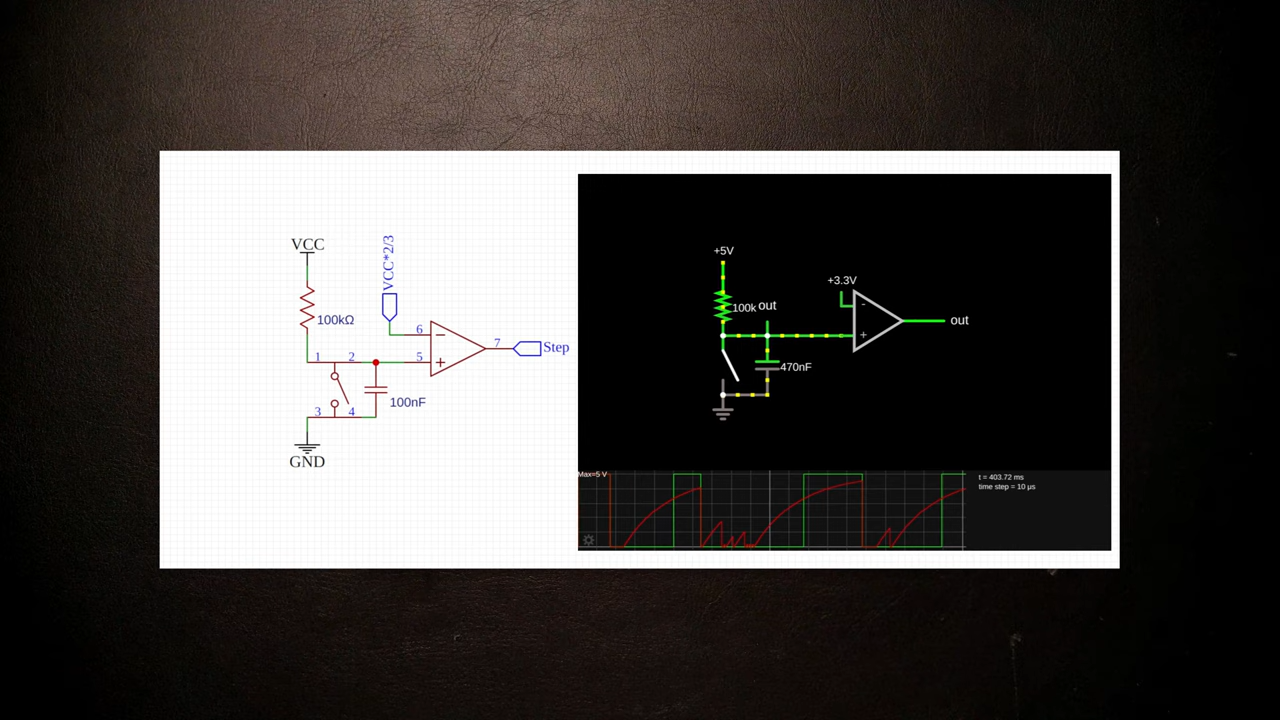 VCC
VCC*2/3
100kΩ
6
7
Step
1
2
5
100nF
3
4
GND
+5V
+3.3V
100k
out
-
+
out
470nF
Max=5 V
t = 403.72 ms
time step = 10 μs